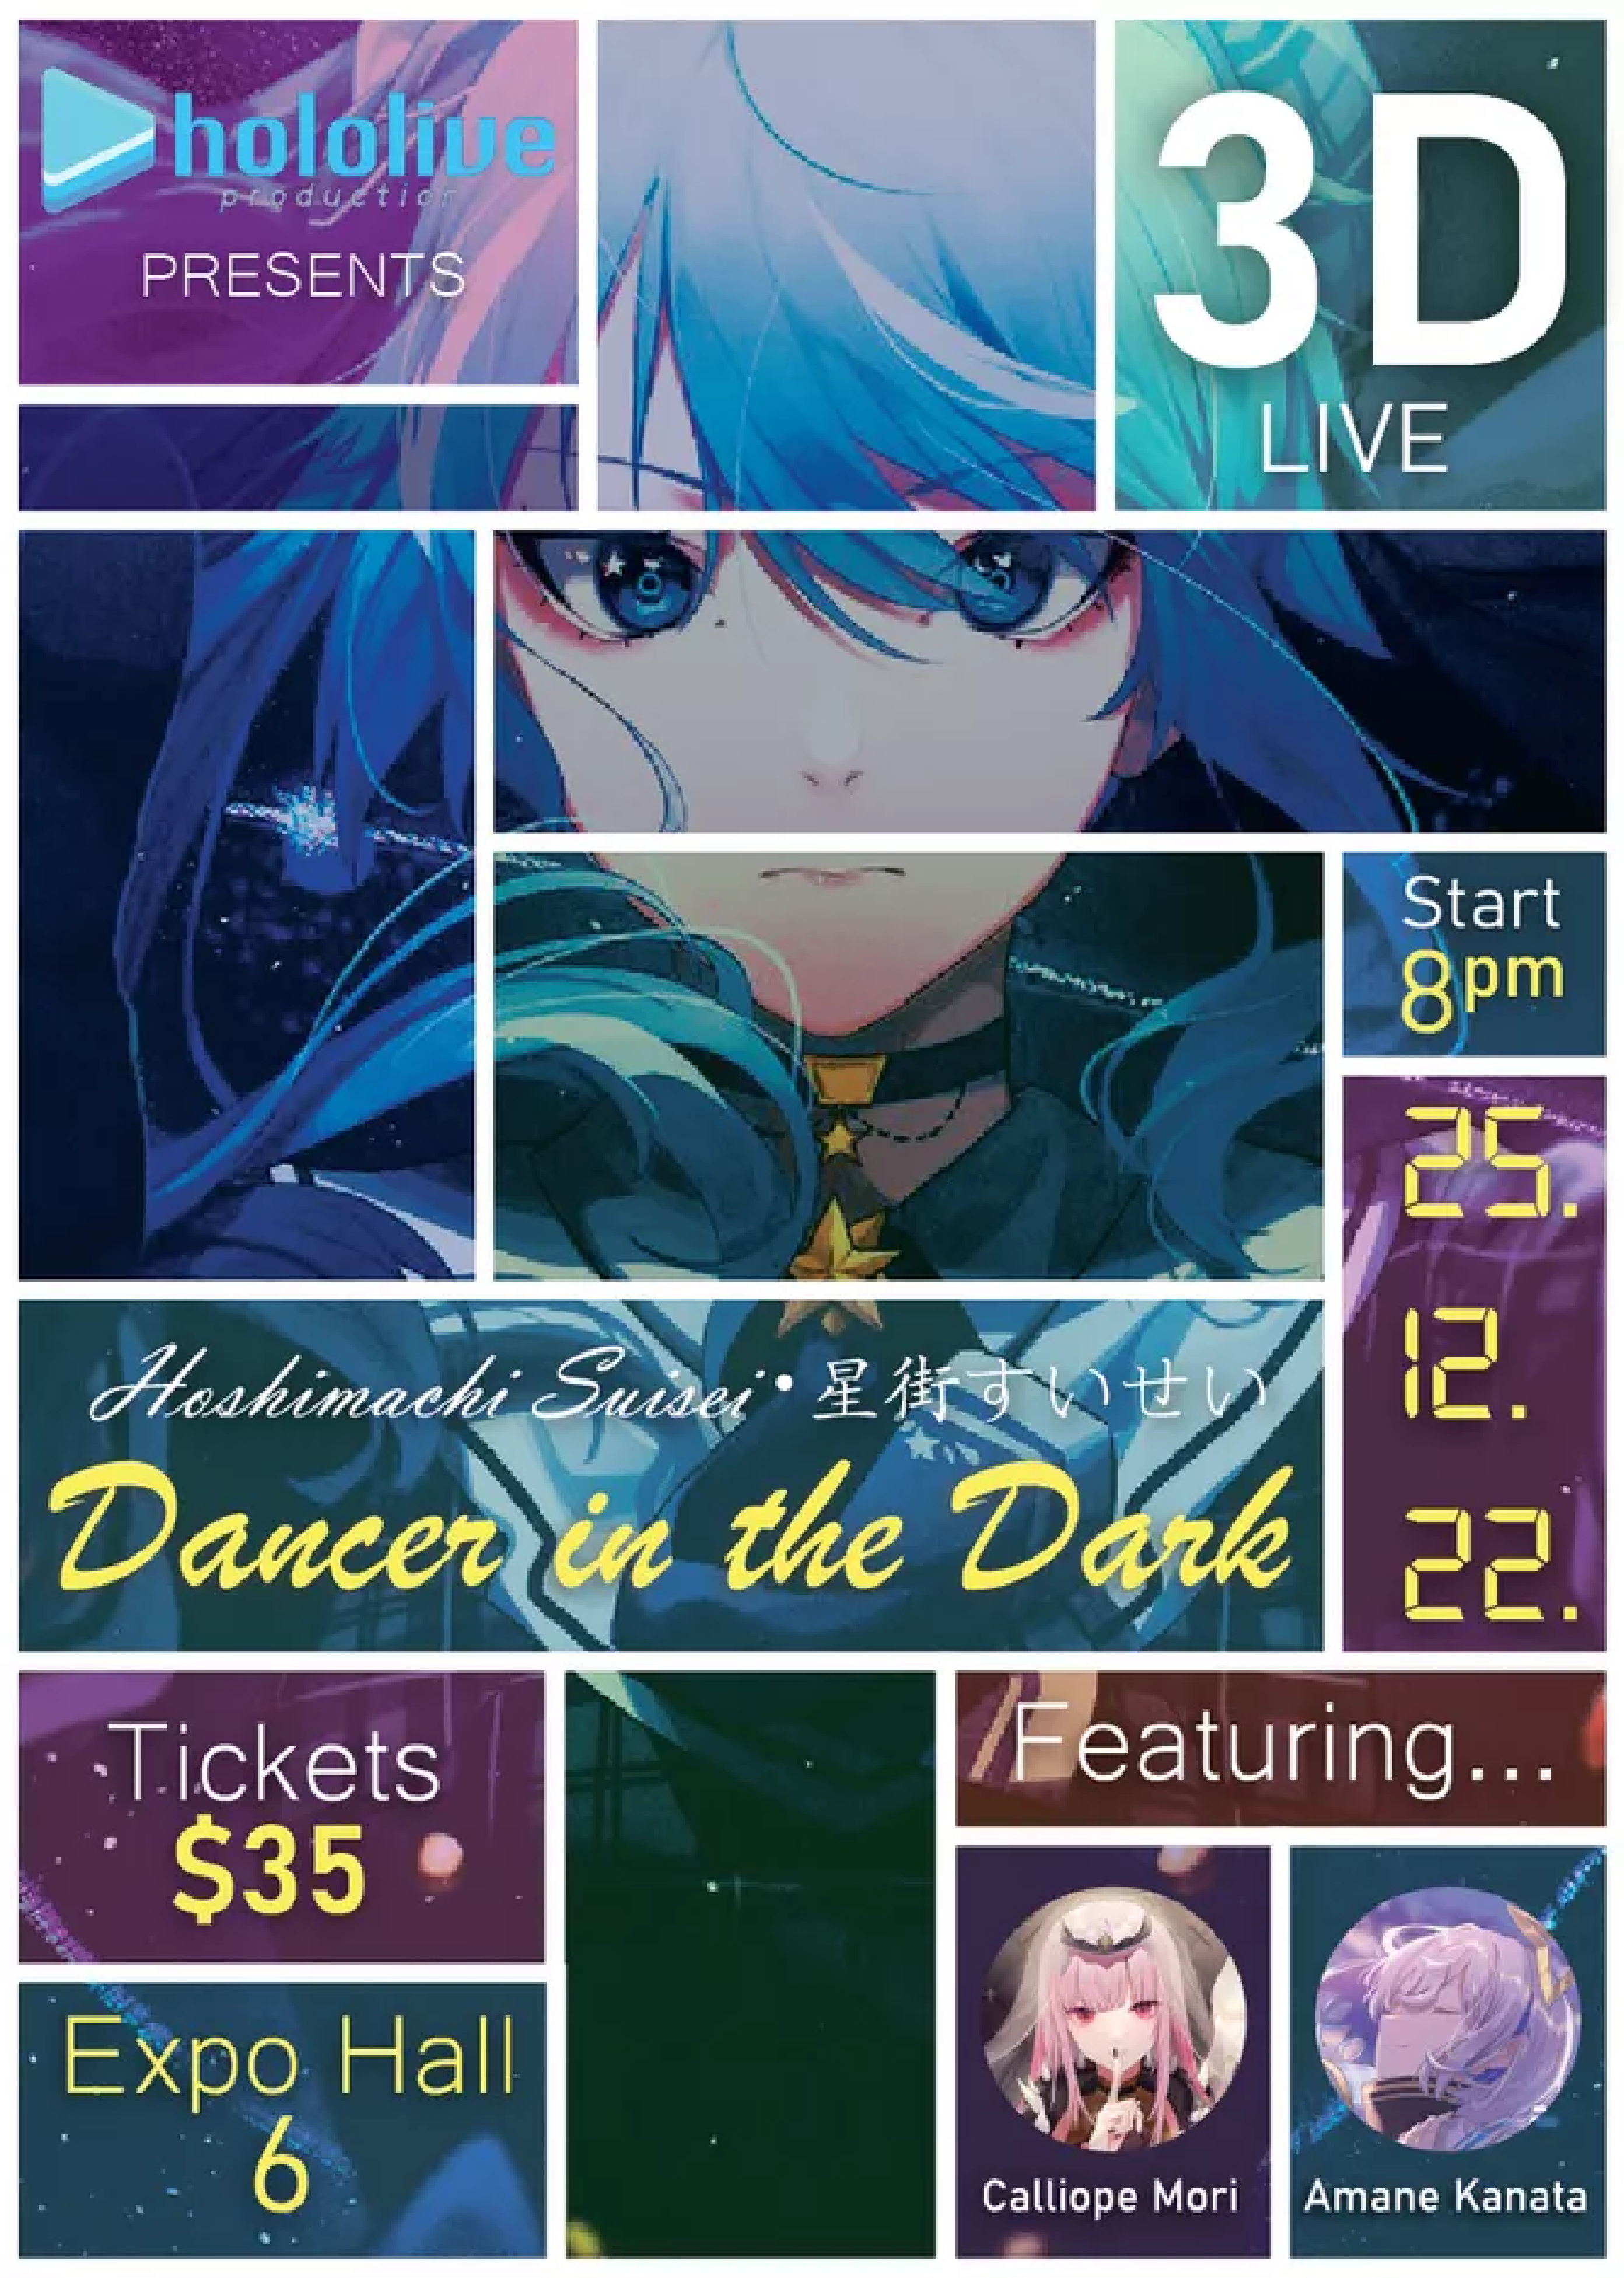 hololive
production
PRESENTS
3D
LIVE
Start
8pm
25.
12.
22.
Hoshimachi Suisei・星街すいせい
Dancer in the Dark
Tickets
$35
Expo Hall
6
Featuring...
Calliope Mori
Amane Kanata